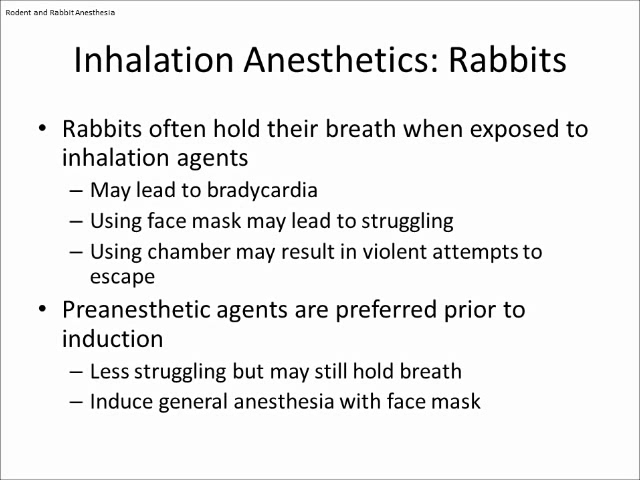 Rodent and Rabbit Anesthesia
Inhalation Anesthetics: Rabbits
• Rabbits often hold their breath when exposed to
inhalation agents
– May lead to bradycardia
– Using face mask may lead to struggling
– Using chamber may result in violent attempts to
escape
• Preanesthetic agents are preferred prior to
induction
– Less struggling but may still hold breath
– Induce general anesthesia with face mask